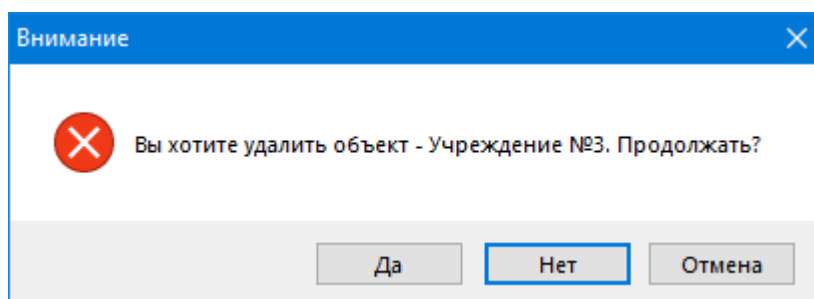 Внимание
Вы хотите удалить объект - Учреждение №3. Продолжать?
Да
Нет
Отмена